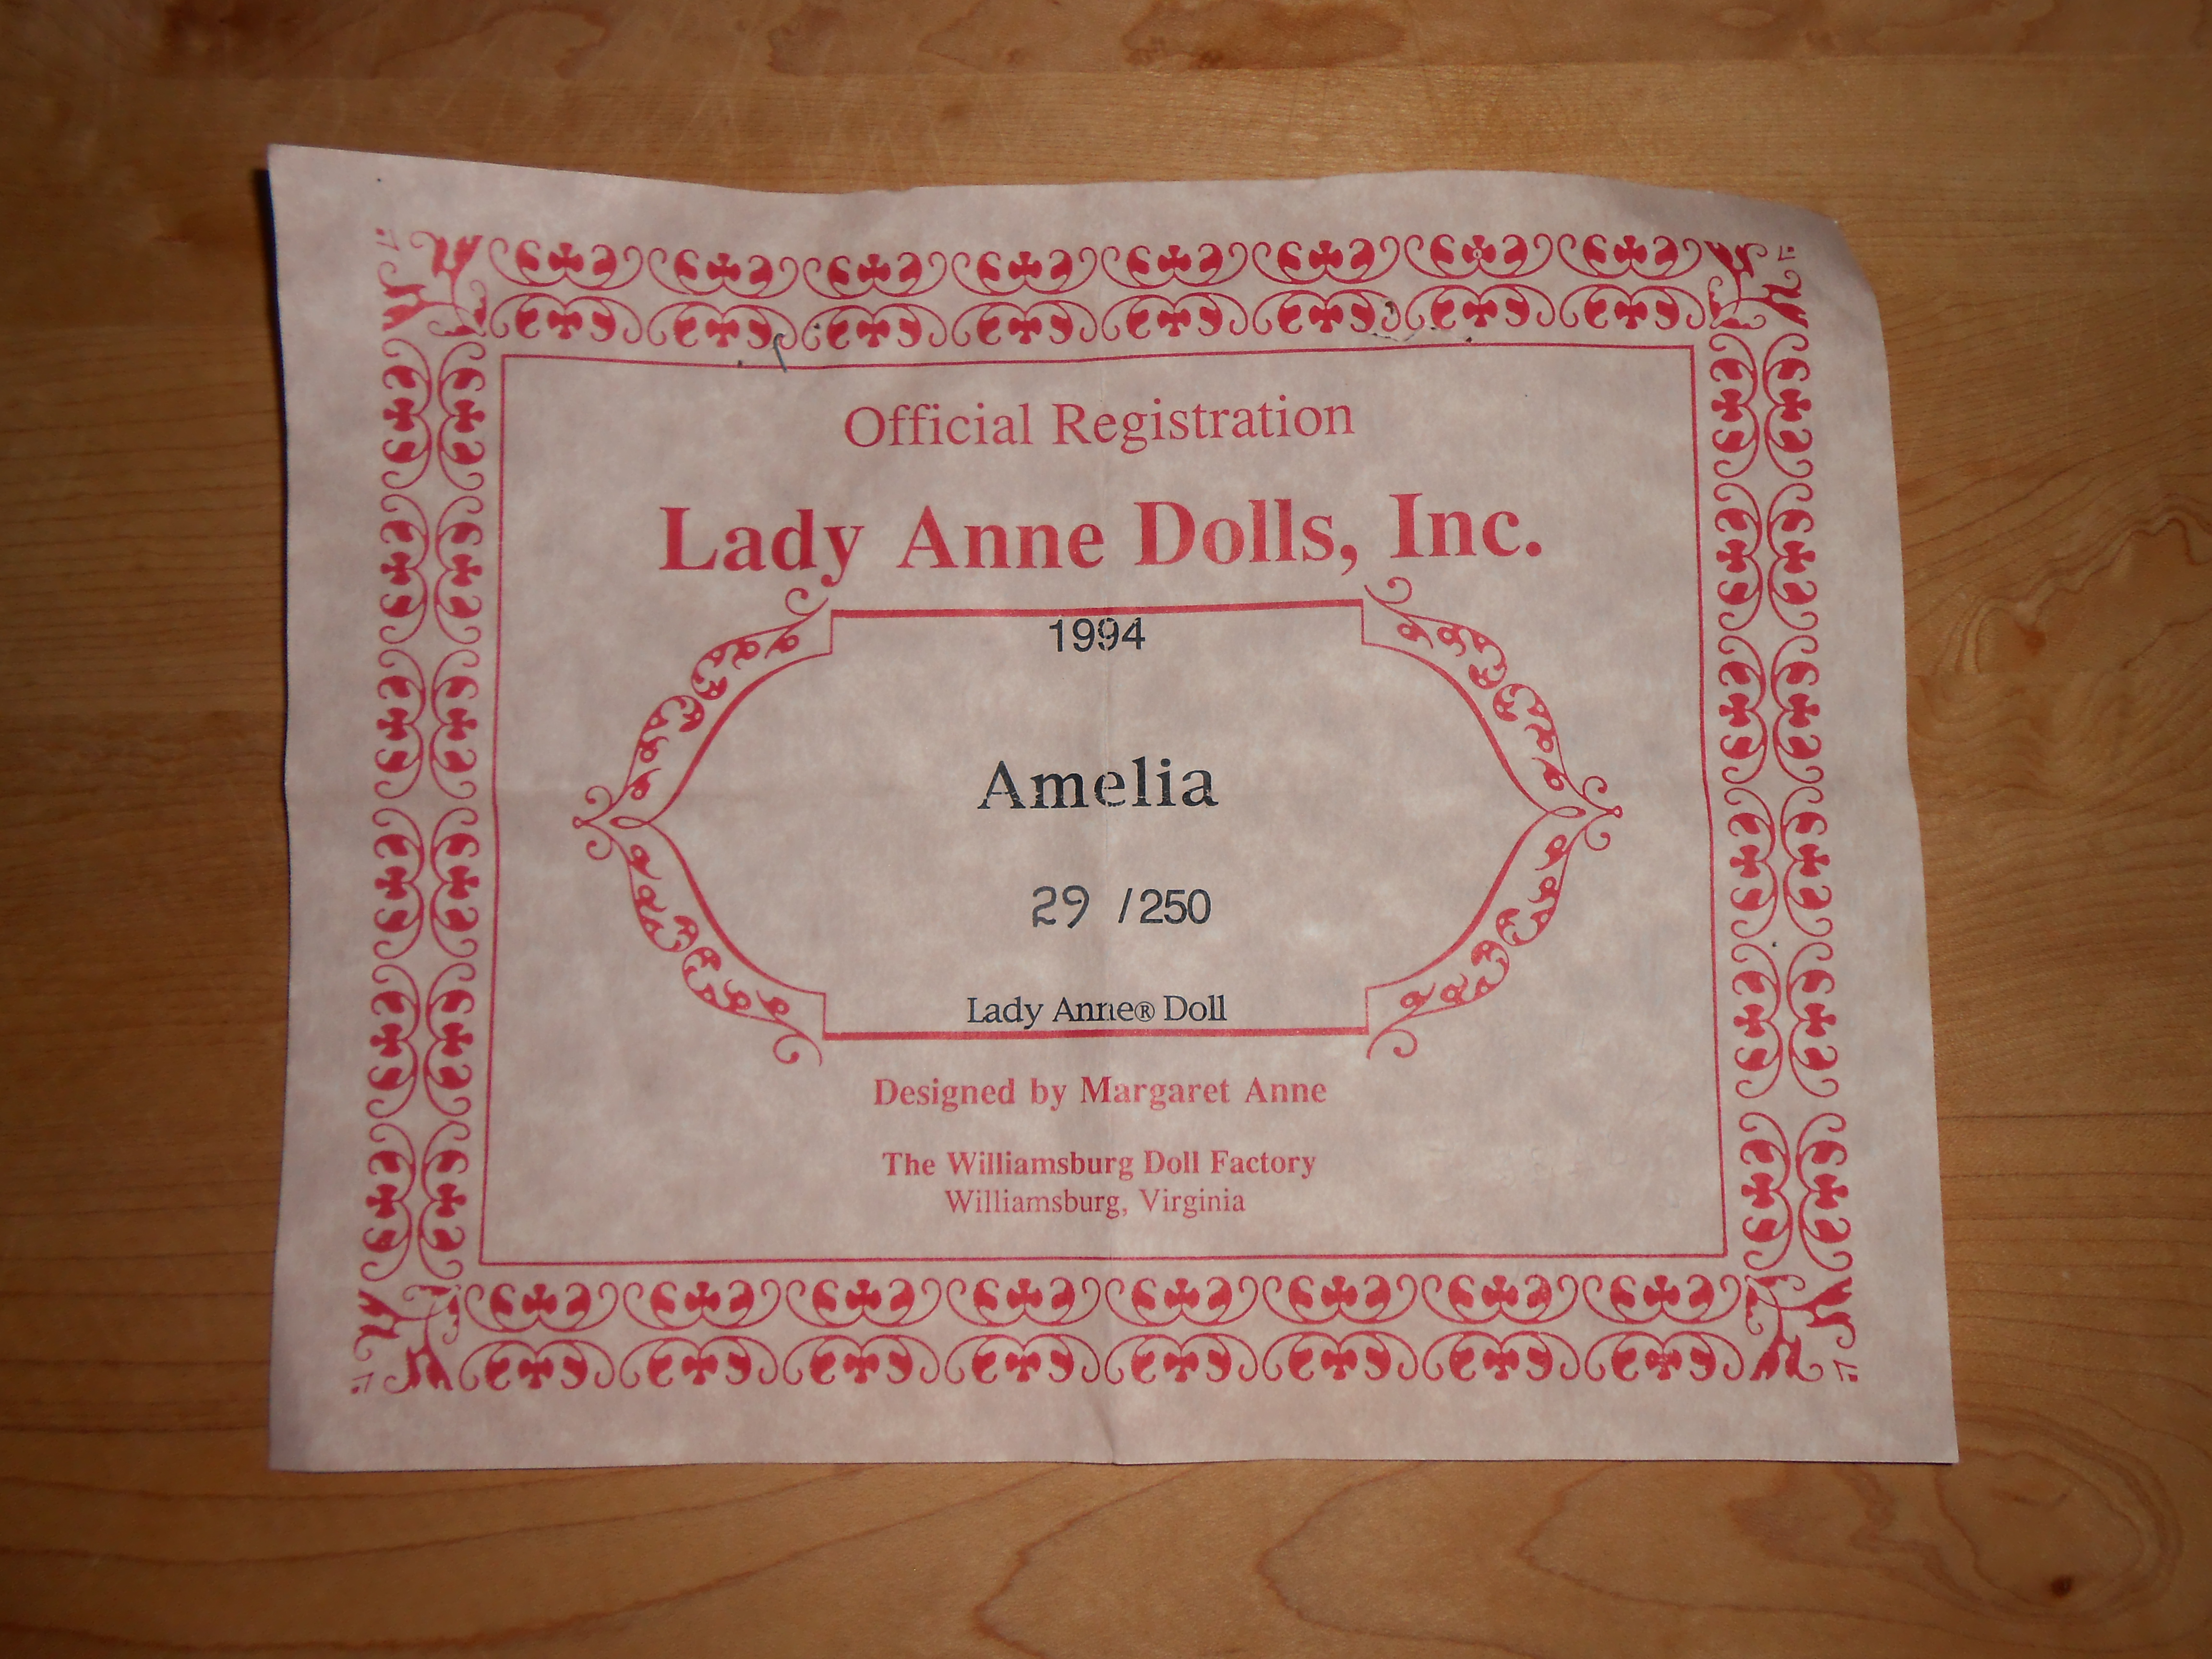 Official Registration
Lady Anne Dolls, Inc.
1994
Amelia
29 /250
Lady Anne® Doll
Designed by Margaret Anne
The Williamsburg Doll Factory
Williamsburg, Virginia